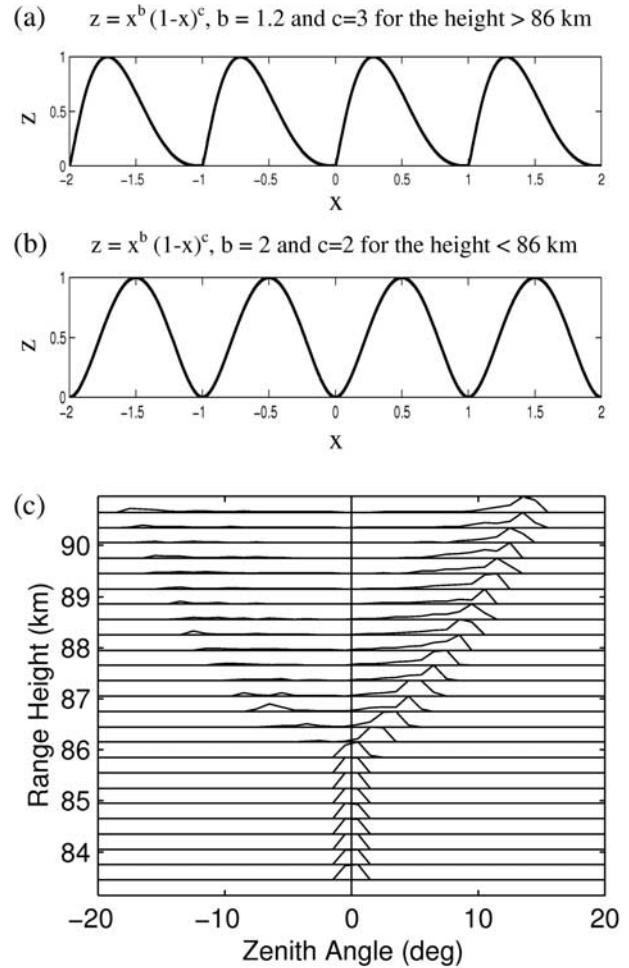 (a)
z = x^b (1-x)^c, b = 1.2 and c=3 for the height > 86 km
1
0.5
0
Z
−2 −1.5 −1 −0.5 0 0.5 1 1.5 2
X
(b)
z = x^b (1-x)^c, b = 2 and c=2 for the height < 86 km
1
0.5
0
Z
−2 −1.5 −1 −0.5 0 0.5 1 1.5 2
X
(c)
90
89
88
87
86
85
84
Range Height (km)
−20 −10 0 10 20
Zenith Angle (deg)